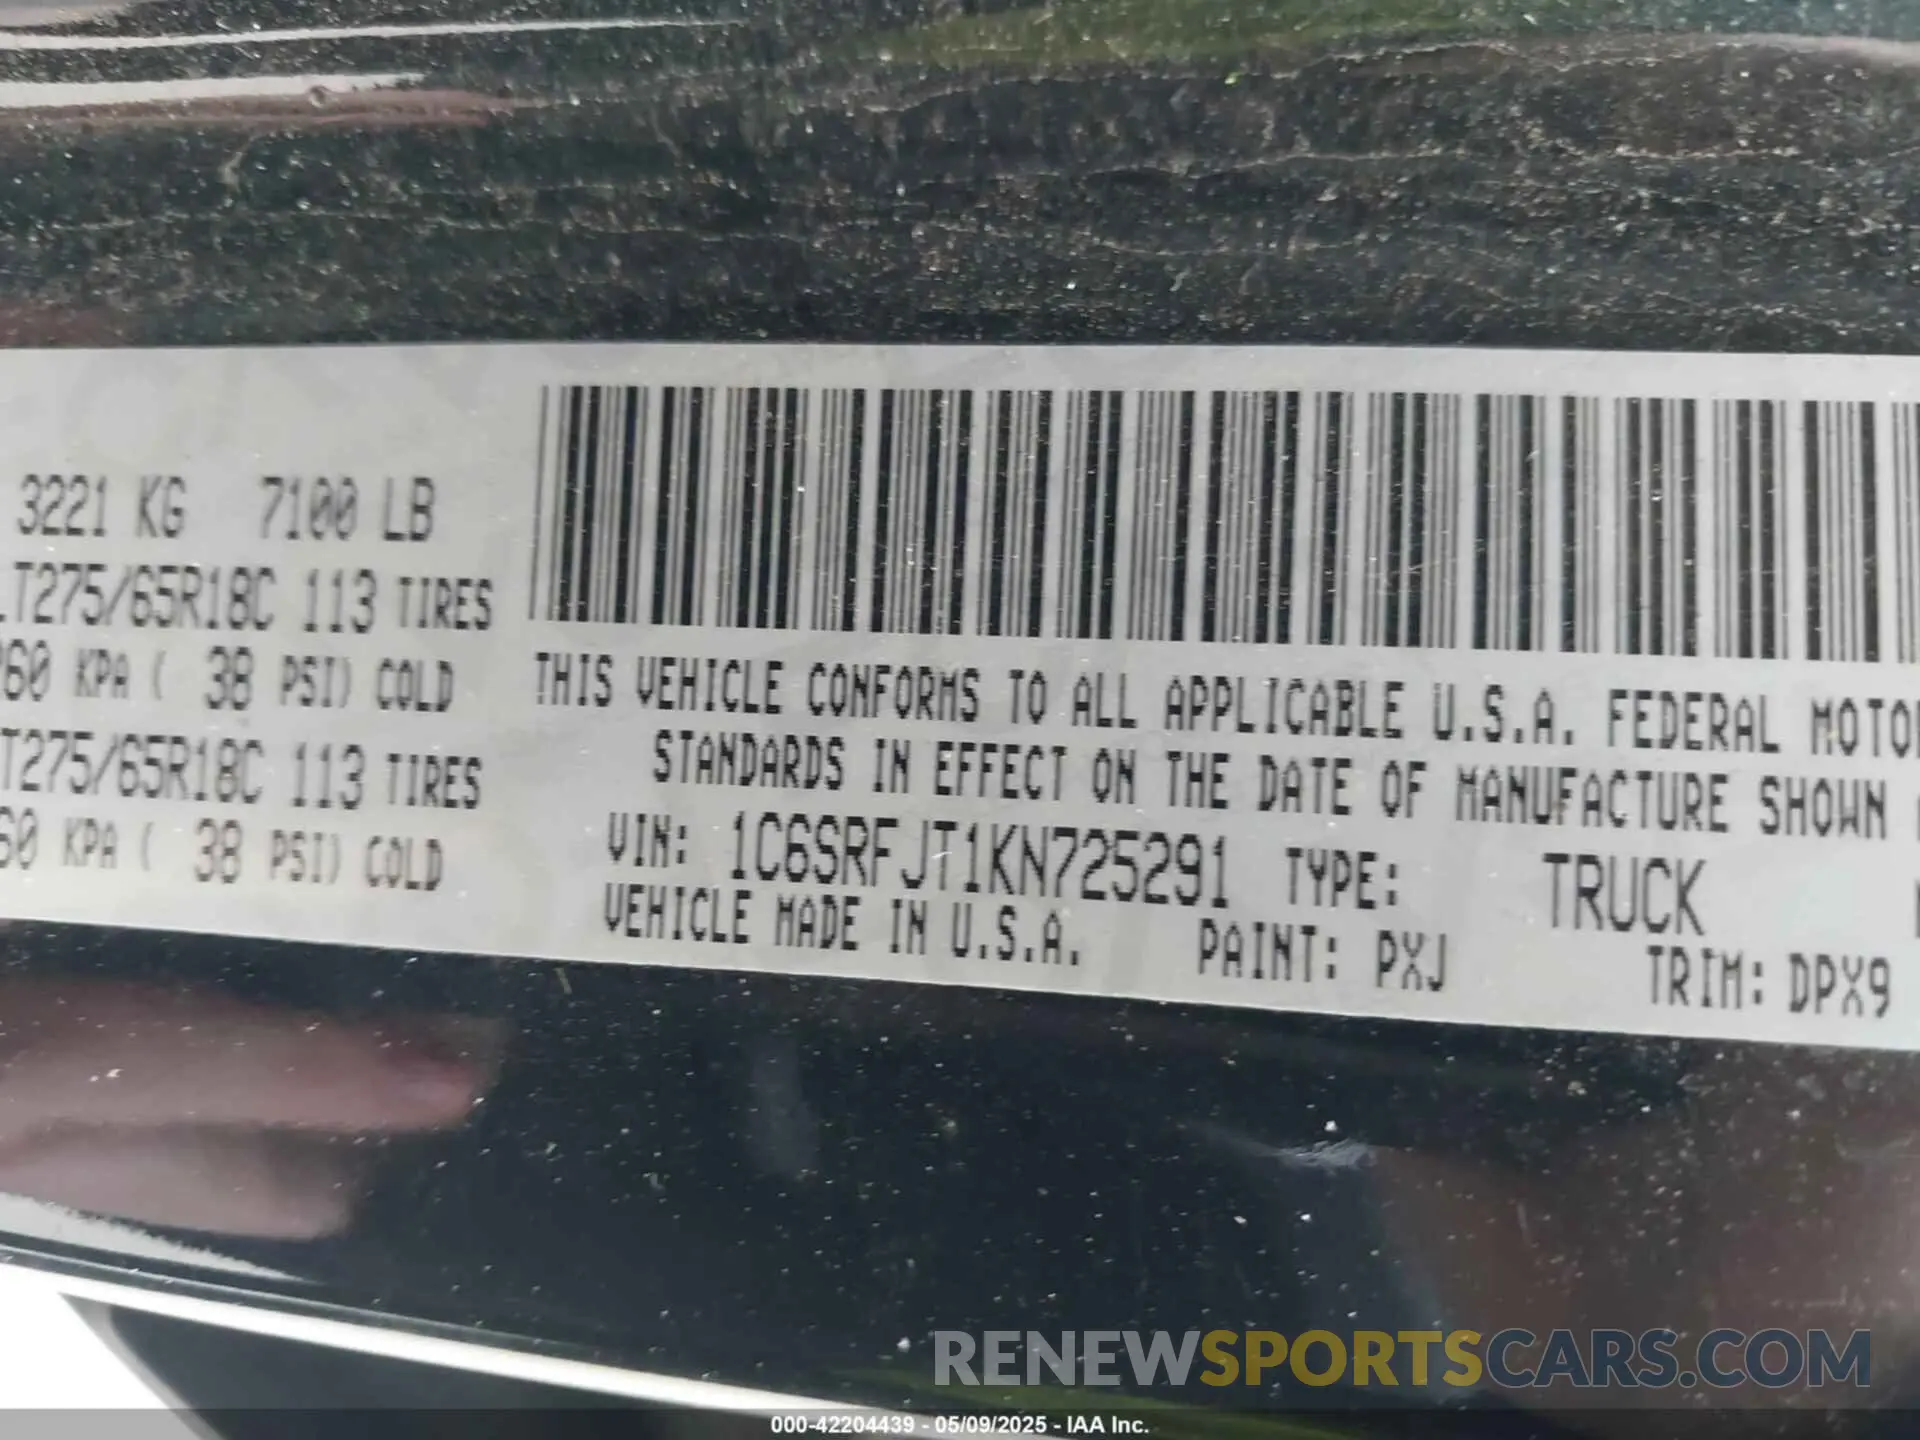 3221 KG 7100 LB
LT275/65R18C 113 TIRES
260 KPA ( 38 PSI) COLD
T275/65R18C 113 TIRES
60 KPA ( 38 PSI) COLD
THIS VEHICLE CONFORMS TO ALL APPLICABLE U.S.A. FEDERAL MOTOR
STANDARDS IN EFFECT ON THE DATE OF MANUFACTURE SHOWN
VIN: 1C6SRFJT1KN725291 TYPE: TRUCK
VEHICLE MADE IN U.S.A. PAINT: PXJ TRIM: DPX9
RENEWSPORTSCARS.COM
000-42204439 - 05/09/2025 - IAA Inc.